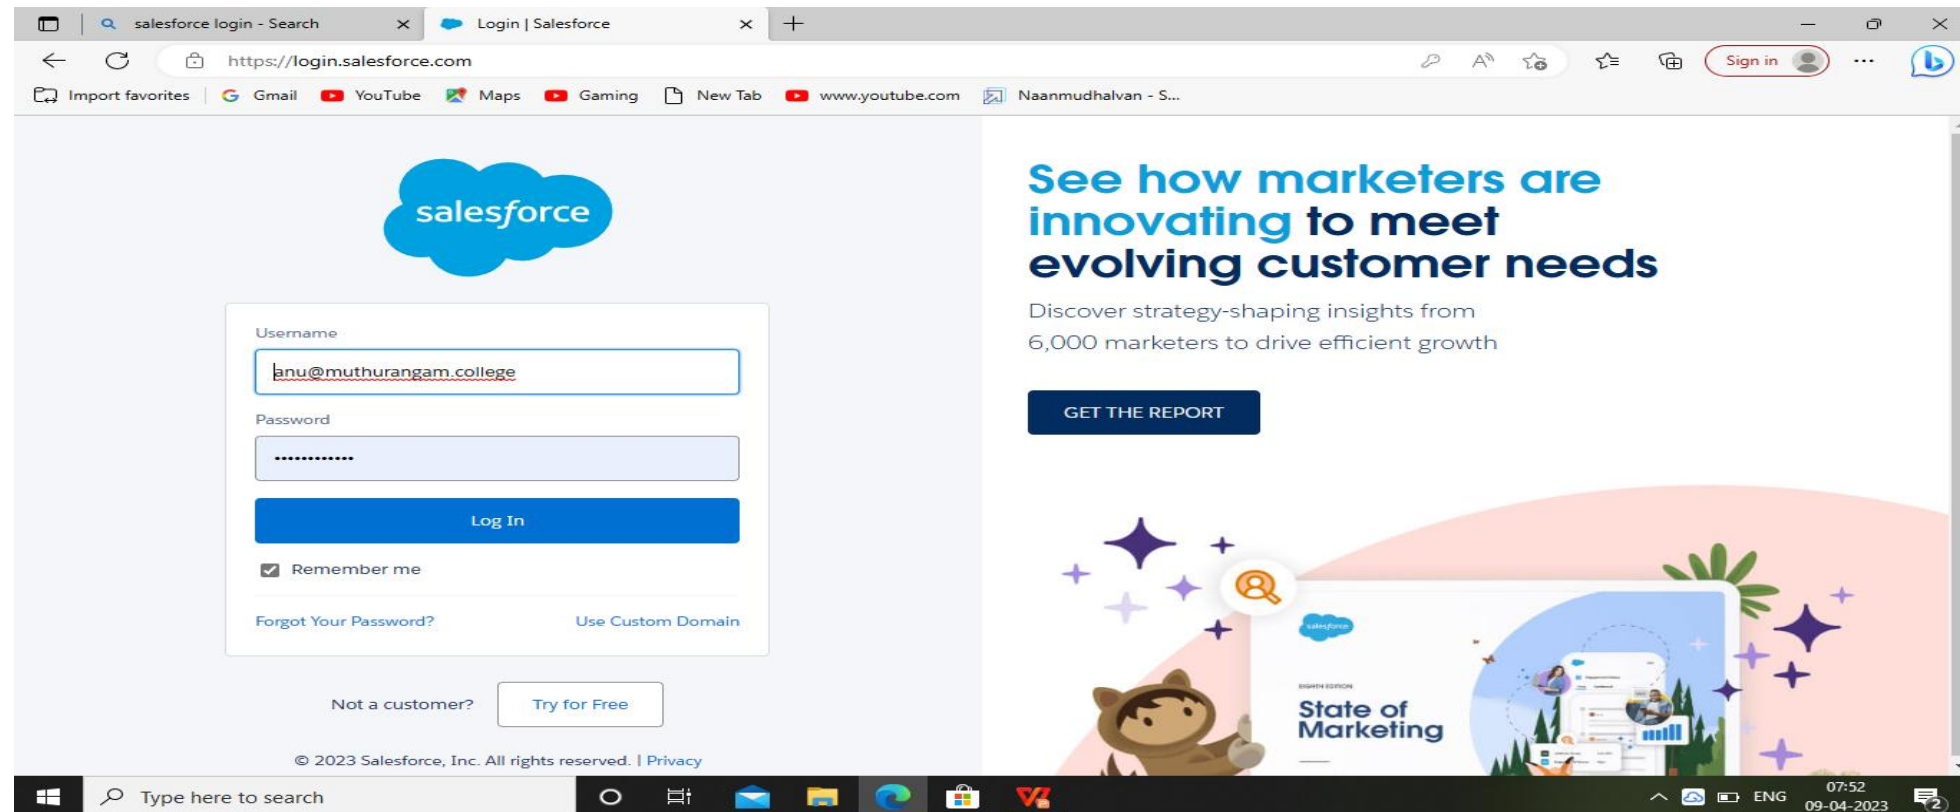 salesforce login - Search
Login | Salesforce
https://login.salesforce.com
Sign in
Import favorites
Gmail
YouTube
Maps
Gaming
New Tab
www.youtube.com
Naanmudhalvan - S...
salesforce
Username
anu@muthurangam.college
Password
••••••••••••
Log In
Remember me
Forgot Your Password?
Use Custom Domain
Not a customer?
Try for Free
© 2023 Salesforce, Inc. All rights reserved. | Privacy
See how marketers are
innovating to meet
evolving customer needs
Discover strategy-shaping insights from
6,000 marketers to drive efficient growth
GET THE REPORT
salesforce
EIGHTH EDITION
State of
Marketing
Type here to search
ENG
07:52
09-04-2023
2